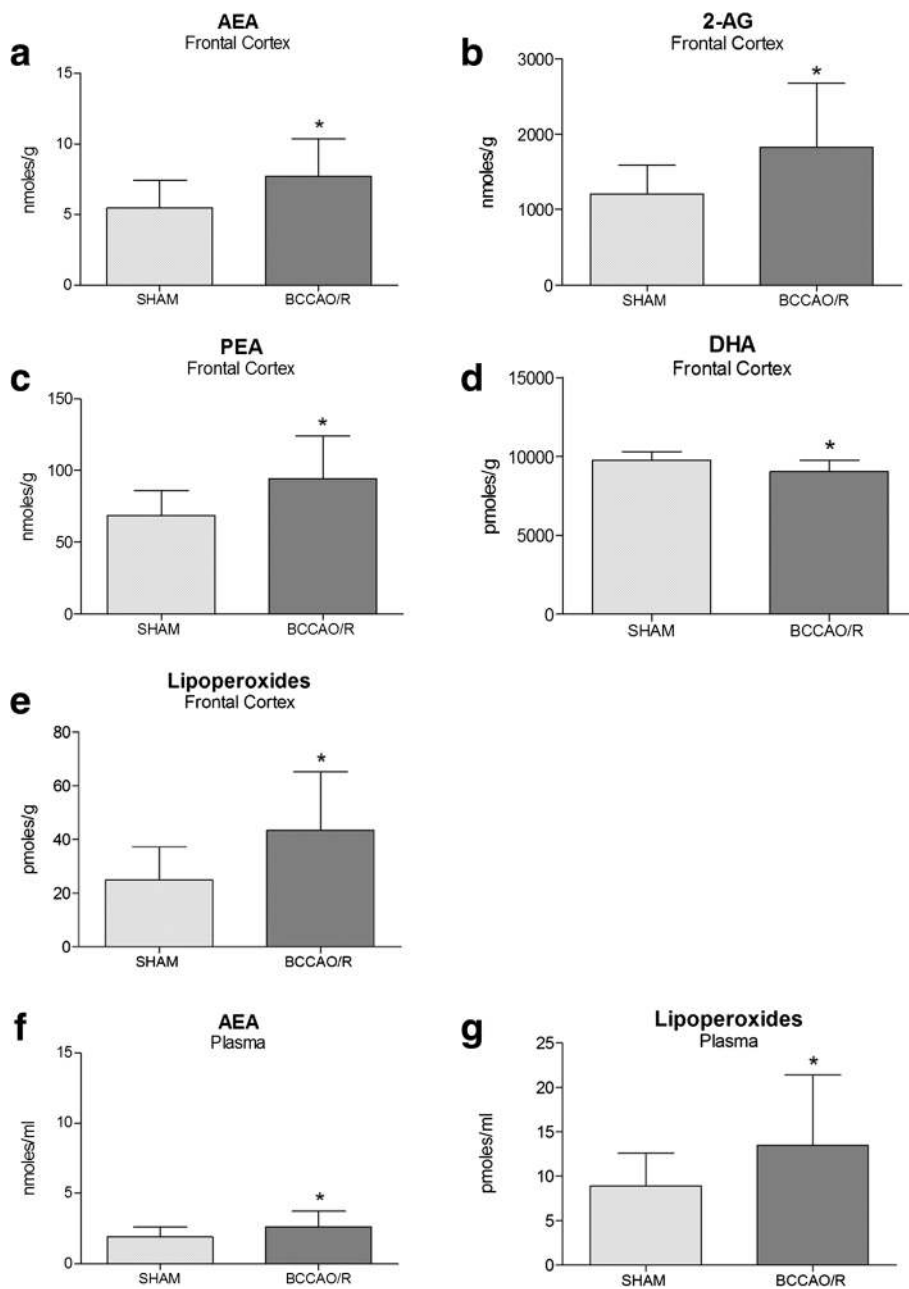 a
AEA
Frontal Cortex
15
10
5
0
nmoles/g
*
SHAM
BCCAO/R
b
2-AG
Frontal Cortex
3000
2000
1000
0
nmoles/g
*
SHAM
BCCAO/R
c
PEA
Frontal Cortex
150
100
50
0
nmoles/g
*
SHAM
BCCAO/R
d
DHA
Frontal Cortex
15000
10000
5000
0
pmoles/g
*
SHAM
BCCAO/R
e
Lipoperoxides
Frontal Cortex
80
60
40
20
0
pmoles/g
*
SHAM
BCCAO/R
f
AEA
Plasma
15
10
5
0
nmoles/ml
*
SHAM
BCCAO/R
g
Lipoperoxides
Plasma
25
20
15
10
5
0
pmoles/ml
*
SHAM
BCCAO/R